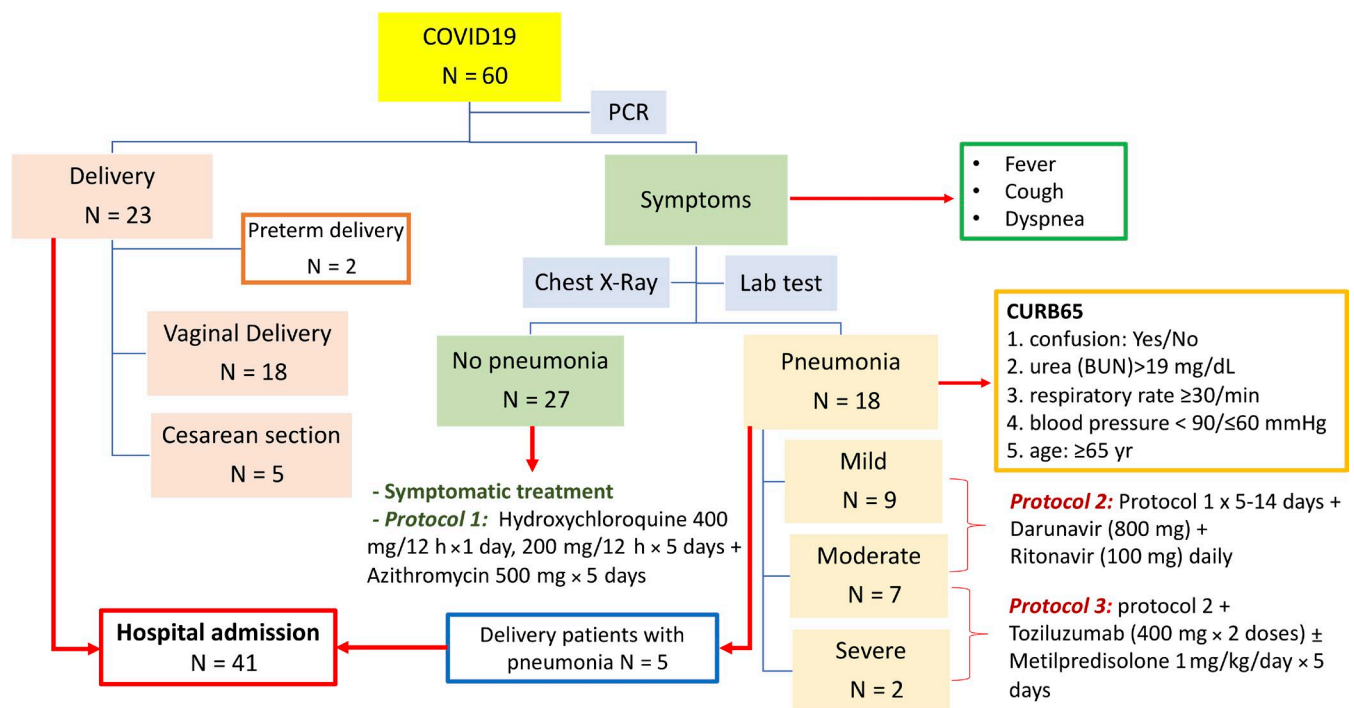 COVID19
N = 60
PCR
Delivery
N = 23
Symptoms
• Fever
• Cough
• Dyspnea
Preterm delivery
N = 2
Chest X-Ray
Lab test
Vaginal Delivery
N = 18
No pneumonia
N = 27
Pneumonia
N = 18
CURB65
1. confusion: Yes/No
2. urea (BUN)>19 mg/dL
3. respiratory rate ≥30/min
4. blood pressure < 90/≤60 mmHg
5. age: ≥65 yr
Cesarean section
N = 5
- Symptomatic treatment
- Protocol 1: Hydroxychloroquine 400
mg/12 h ×1 day, 200 mg/12 h × 5 days +
Azithromycin 500 mg × 5 days
Mild
N = 9
Moderate
N = 7
Severe
N = 2
Protocol 2: Protocol 1 x 5-14 days +
Darunavir (800 mg) +
Ritonavir (100 mg) daily
Protocol 3: protocol 2 +
Toziluzumab (400 mg × 2 doses) ±
Metilpredisolone 1 mg/kg/day × 5
days
Hospital admission
N = 41
Delivery patients with
pneumonia N = 5